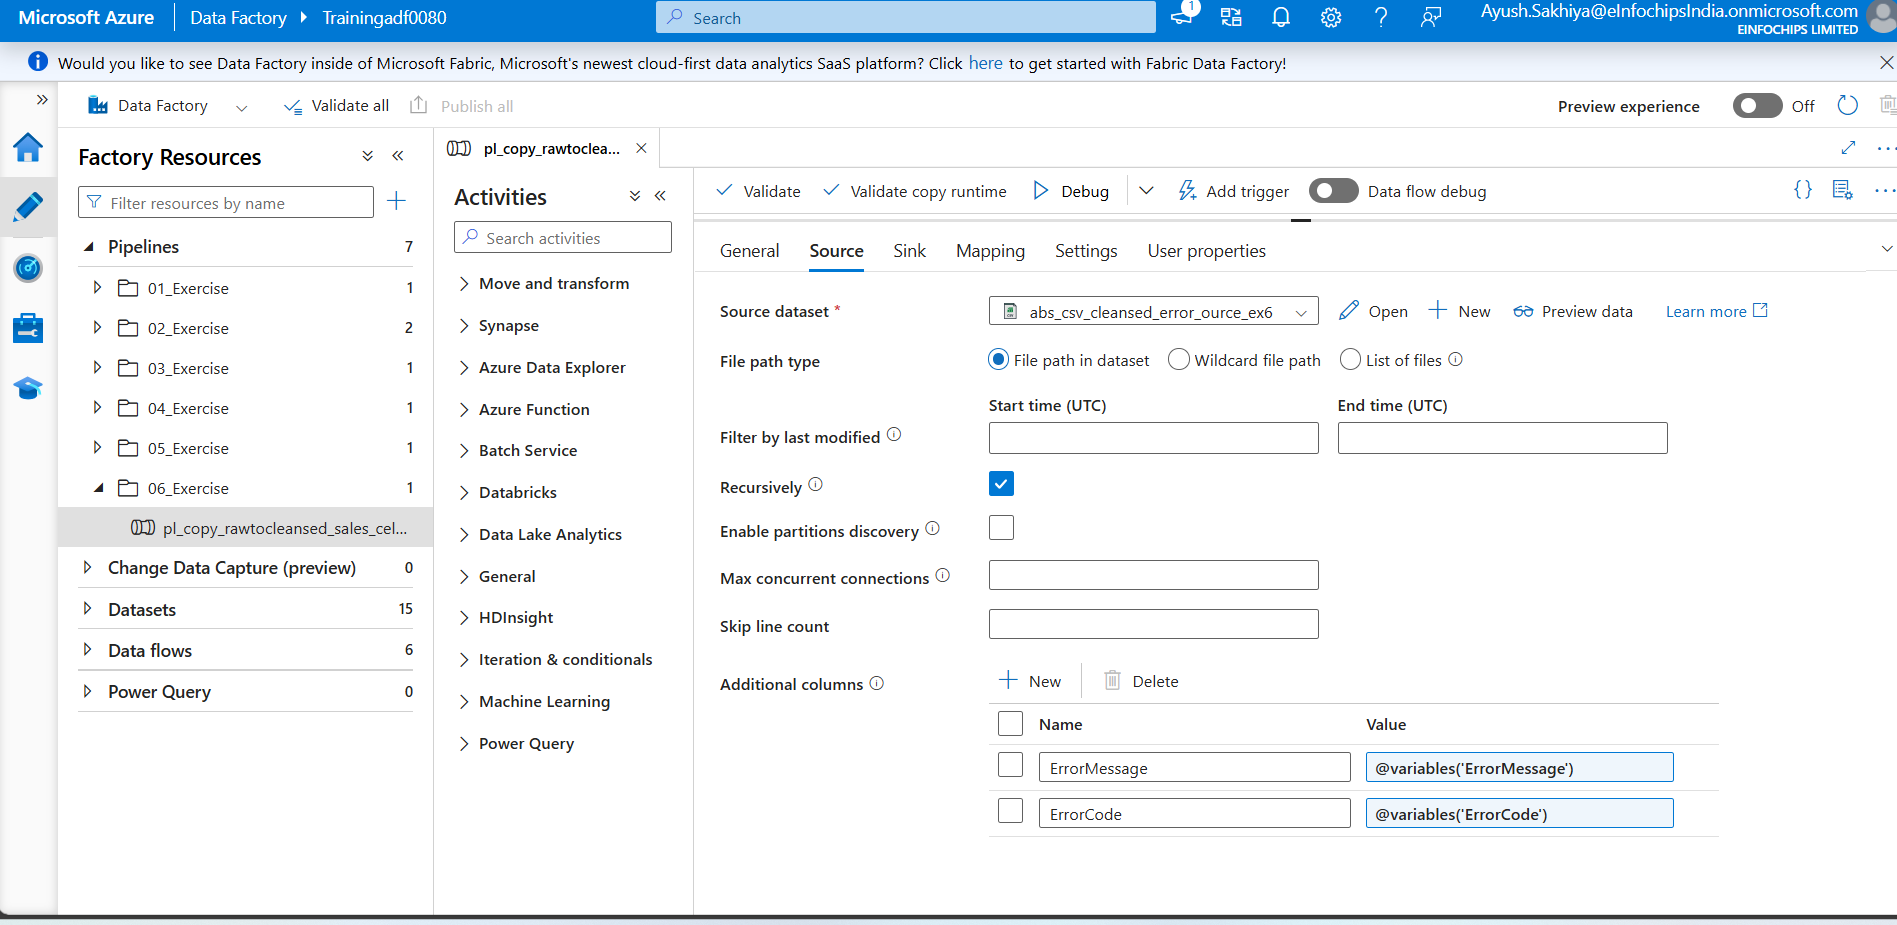 Microsoft Azure
Data Factory
Trainingadf0080
Search
1
Ayush.Sakhiya@eInfochipsIndia.onmicrosoft.com
EINFOCHIPS LIMITED
Would you like to see Data Factory inside of Microsoft Fabric, Microsoft's newest cloud-first data analytics SaaS platform? Click here to get started with Fabric Data Factory!
Data Factory
Validate all
Publish all
Preview experience
Off
Factory Resources
Filter resources by name
Pipelines 7
01_Exercise 1
02_Exercise 2
03_Exercise 1
04_Exercise 1
05_Exercise 1
06_Exercise 1
pl_copy_rawtocleansed_sales_cel...
Change Data Capture (preview) 0
Datasets 15
Data flows 6
Power Query 0
pl_copy_rawtoclea...
Activities
Search activities
Move and transform
Synapse
Azure Data Explorer
Azure Function
Batch Service
Databricks
Data Lake Analytics
General
HDInsight
Iteration & conditionals
Machine Learning
Power Query
Validate
Validate copy runtime
Debug
Add trigger
Data flow debug
General
Source
Sink
Mapping
Settings
User properties
Source dataset *
abs_csv_cleansed_error_ource_ex6
Open
New
Preview data
Learn more
File path type
File path in dataset
Wildcard file path
List of files
Start time (UTC)
End time (UTC)
Filter by last modified
Recursively
Enable partitions discovery
Max concurrent connections
Skip line count
Additional columns
New
Delete
Name
Value
ErrorMessage
@variables('ErrorMessage')
ErrorCode
@variables('ErrorCode')